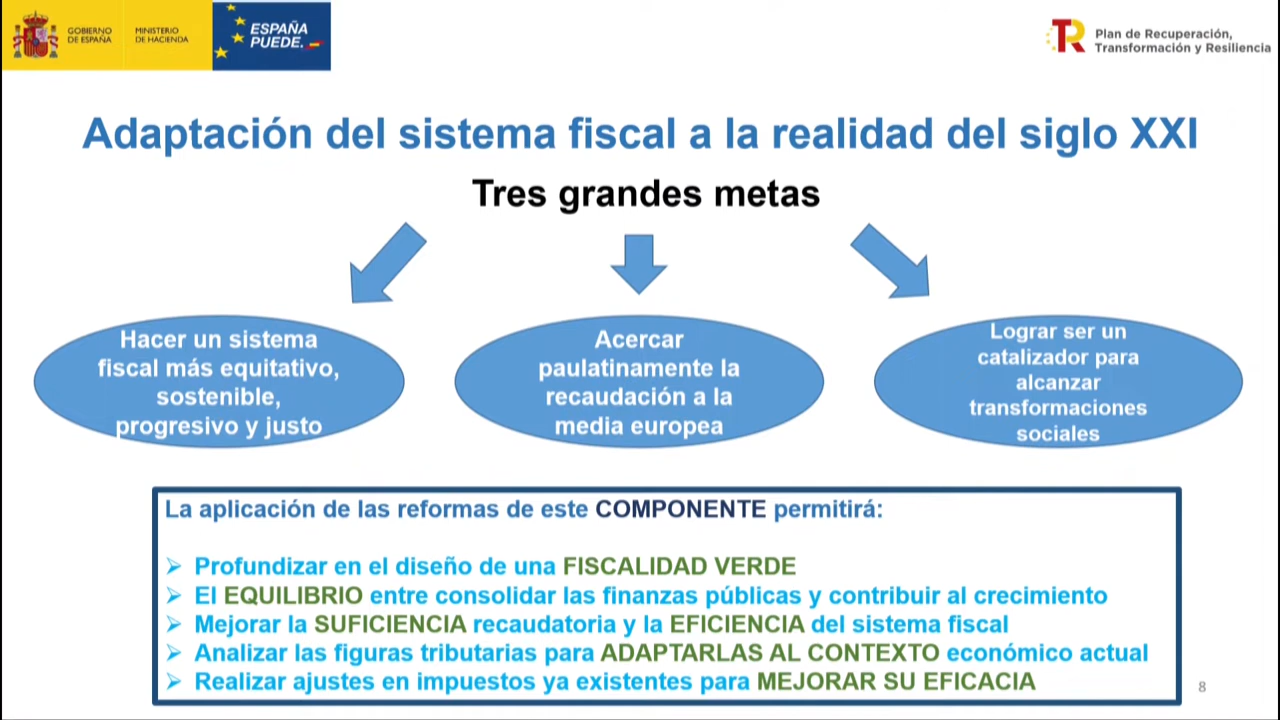 GOBIERNO
DE ESPAÑA
MINISTERIO
DE HACIENDA
ESPAÑA
PUEDE.
Plan de Recuperación,
Transformación y Resiliencia
Adaptación del sistema fiscal a la realidad del siglo XXI
Tres grandes metas
Hacer un sistema
fiscal más equitativo,
sostenible,
progresivo y justo
Acercar
paulatinamente la
recaudación a la
media europea
Lograr ser un
catalizador para
alcanzar
transformaciones
sociales
La aplicación de las reformas de este COMPONENTE permitirá:
➢ Profundizar en el diseño de una FISCALIDAD VERDE
➢ El EQUILIBRIO entre consolidar las finanzas públicas y contribuir al crecimiento
➢ Mejorar la SUFICIENCIA recaudatoria y la EFICIENCIA del sistema fiscal
➢ Analizar las figuras tributarias para ADAPTARLAS AL CONTEXTO económico actual
➢ Realizar ajustes en impuestos ya existentes para MEJORAR SU EFICACIA
8